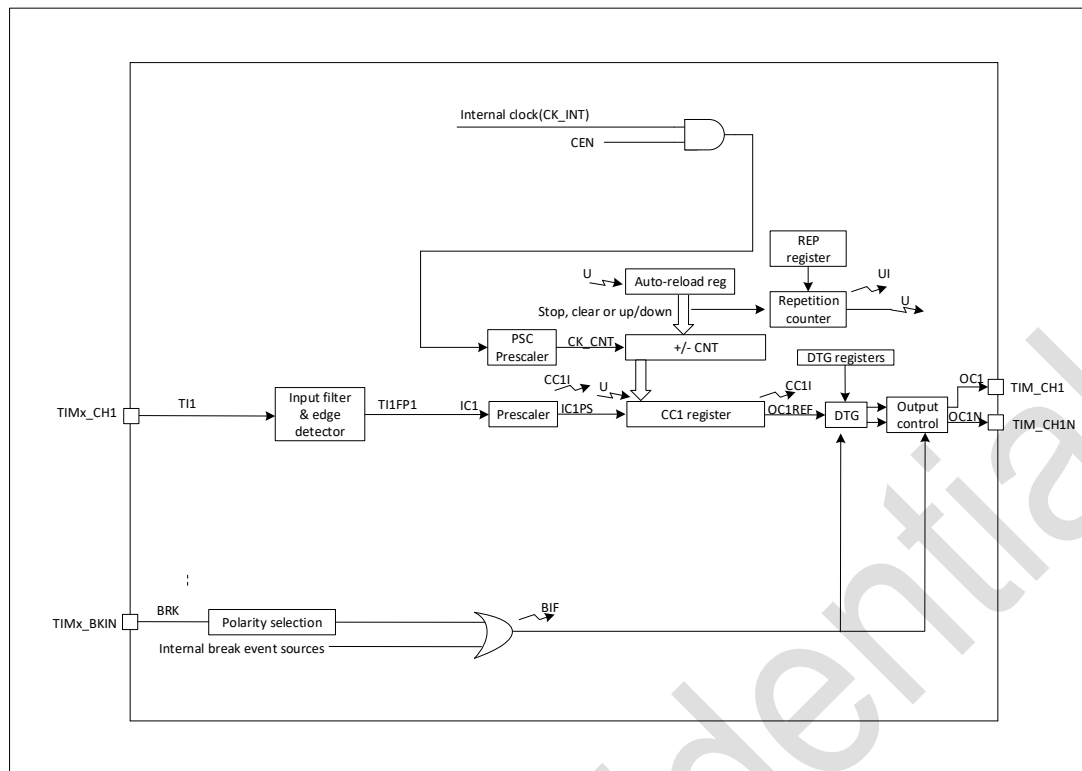 Internal clock(CK_INT)
CEN
REP
register
U
Auto-reload reg
UI
Stop, clear or up/down
Repetition
counter
U
PSC
Prescaler
CK_CNT
+/- CNT
DTG registers
CC1I
U
CC1I
OC1
TIM_CH1
TIMx_CH1
TI1
Input filter
& edge
detector
TI1FP1
IC1
Prescaler
IC1PS
CC1 register
OC1REF
DTG
Output
control
OC1N
TIM_CH1N
BIF
TIMx_BKIN
BRK
Polarity selection
Internal break event sources
idential